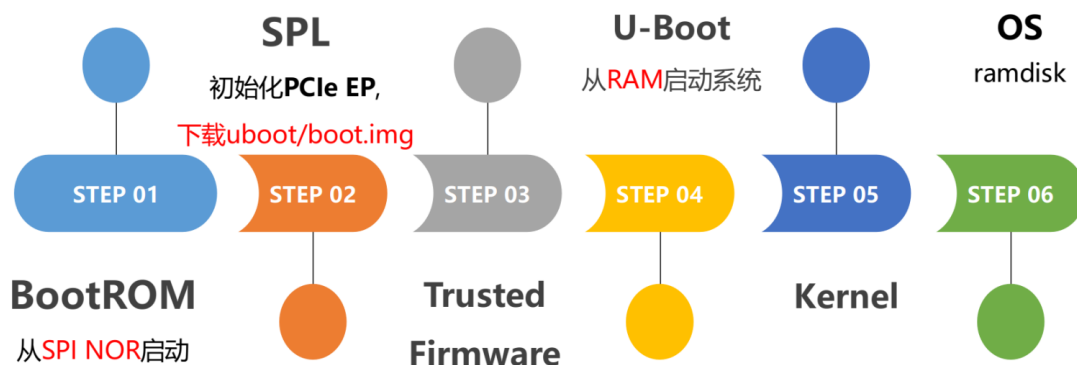 SPL
初始化PCIe EP,
下载uboot/boot.img
U-Boot
从RAM启动系统
OS
ramdisk
STEP 01
STEP 02
STEP 03
STEP 04
STEP 05
STEP 06
BootROM
从SPI NOR启动
Trusted
Firmware
Kernel